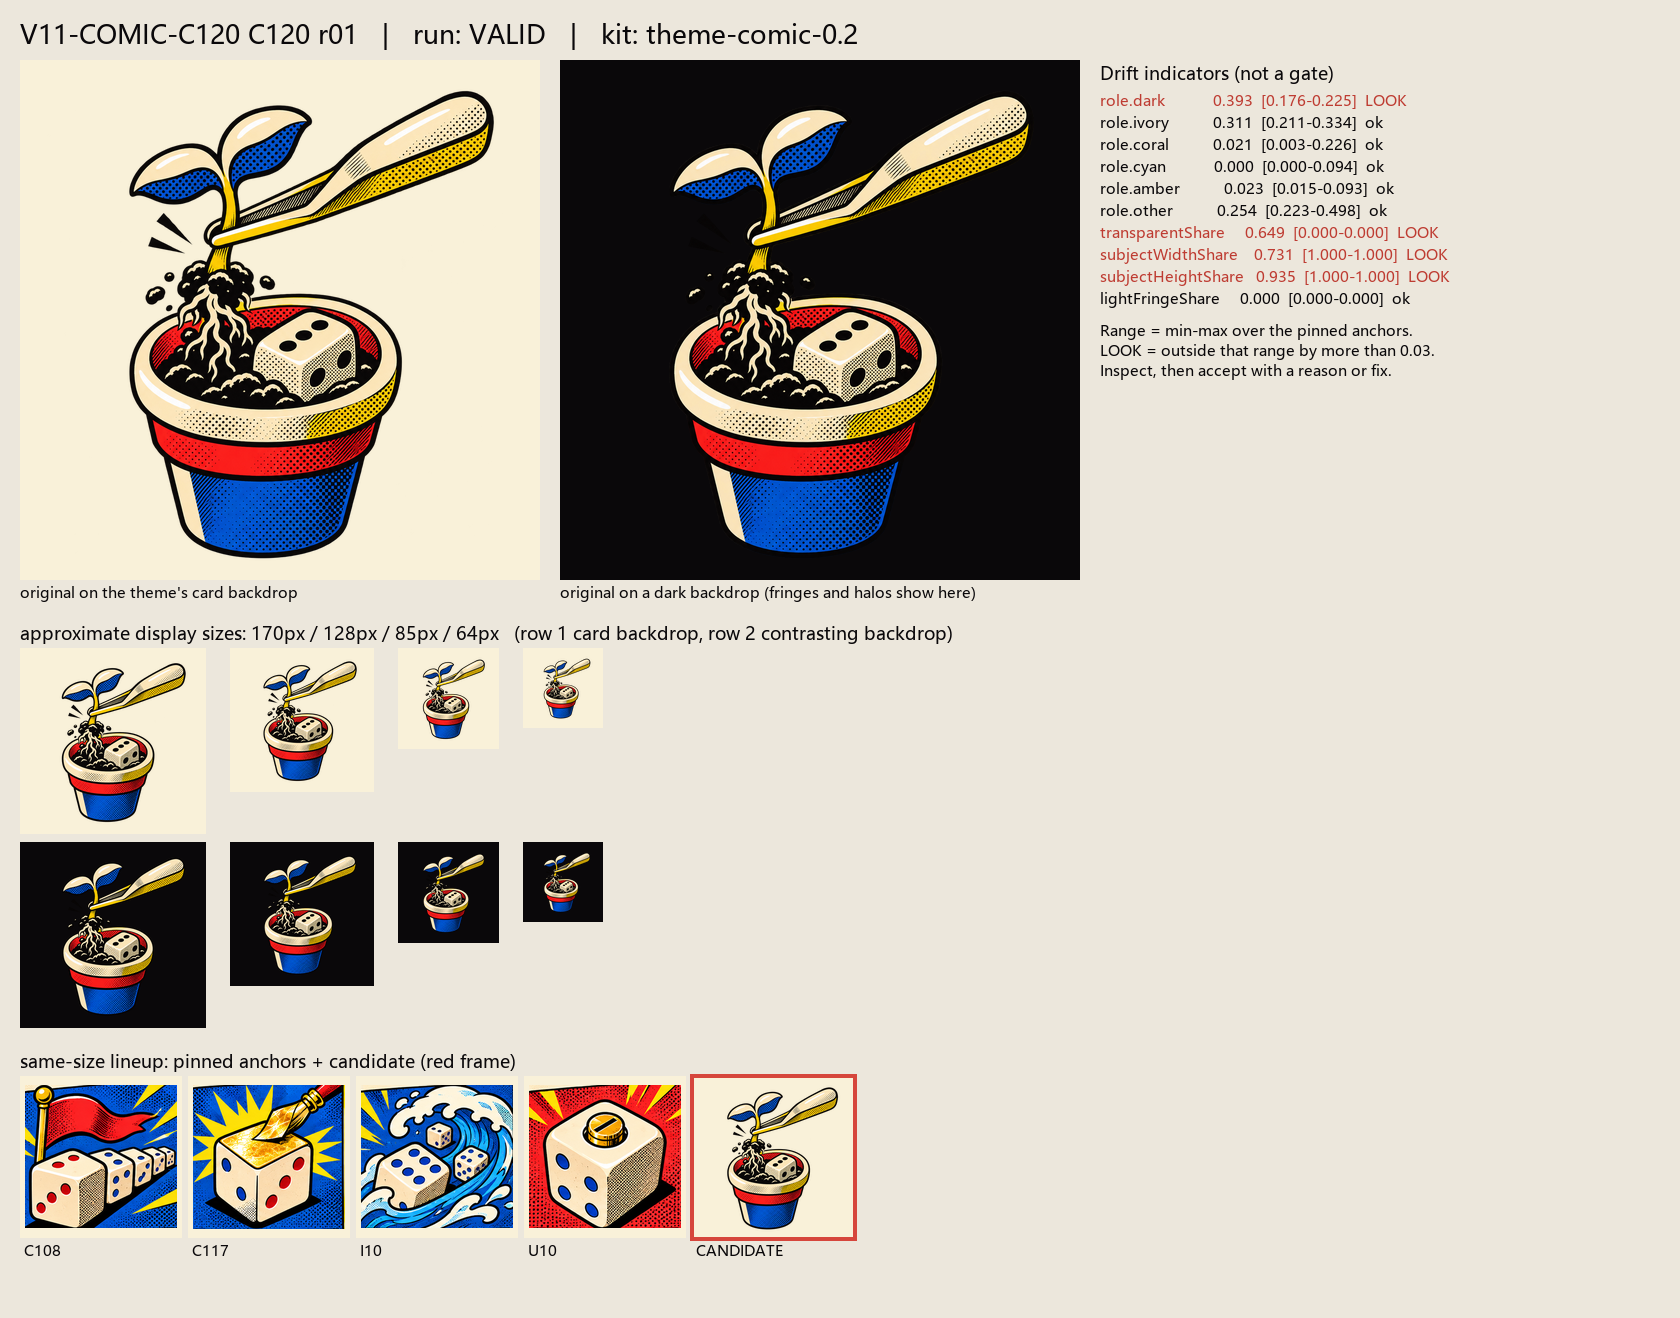 V11-COMIC-C120 C120 r01 | run: VALID | kit: theme-comic-0.2
Drift indicators (not a gate)
role.dark 0.393 [0.176-0.225] LOOK
role.ivory 0.311 [0.211-0.334] ok
role.coral 0.021 [0.003-0.226] ok
role.cyan 0.000 [0.000-0.094] ok
role.amber 0.023 [0.015-0.093] ok
role.other 0.254 [0.223-0.498] ok
transparentShare 0.649 [0.000-0.000] LOOK
subjectWidthShare 0.731 [1.000-1.000] LOOK
subjectHeightShare 0.935 [1.000-1.000] LOOK
lightFringeShare 0.000 [0.000-0.000] ok
Range = min-max over the pinned anchors.
LOOK = outside that range by more than 0.03.
Inspect, then accept with a reason or fix.
original on the theme's card backdrop
original on a dark backdrop (fringes and halos show here)
approximate display sizes: 170px / 128px / 85px / 64px (row 1 card backdrop, row 2 contrasting backdrop)
same-size lineup: pinned anchors + candidate (red frame)
C108
C117
I10
U10
CANDIDATE